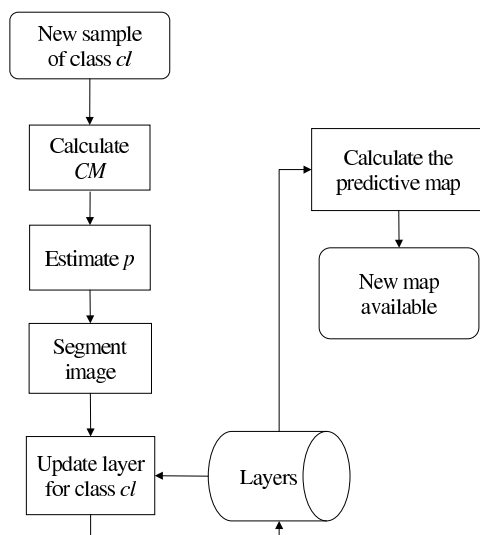 New sample
of class cl
Calculate
CM
Estimate p
Segment
image
Update layer
for class cl
Layers
Calculate the
predictive map
New map
available